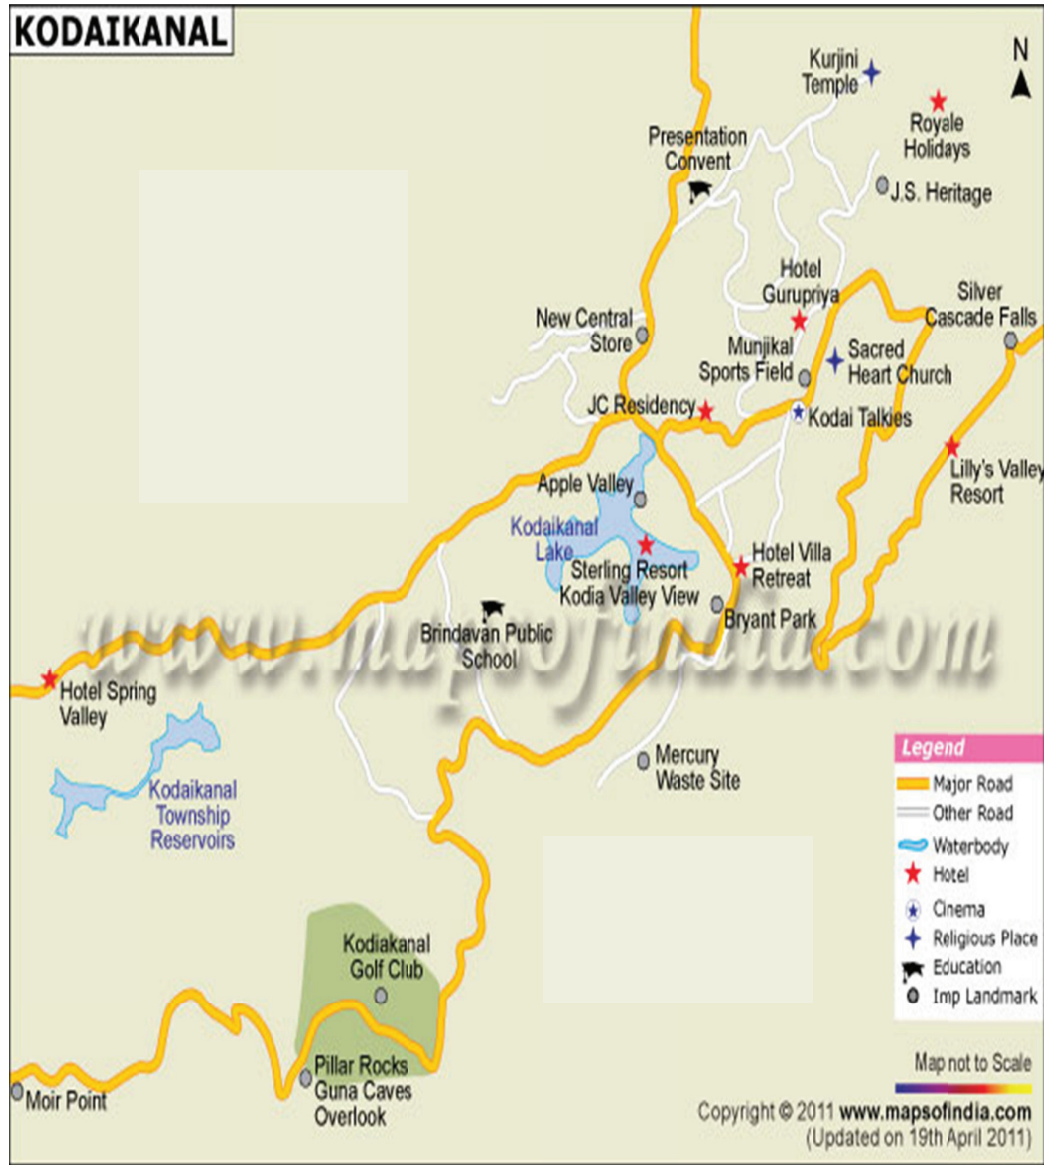 KODAIKANAL
N
Kurjini
Temple
Royale
Holidays
Presentation
Convent
J.S. Heritage
Hotel
Gurupriya
Silver
Cascade Falls
New Central
Store
Munjikal
Sports Field
Sacred
Heart Church
JC Residency
Kodai Talkies
Lilly's Valley
Resort
Apple Valley
Kodaikanal
Lake
Sterling Resort
Kodia Valley View
Hotel Villa
Retreat
Bryant Park
www.mapsofindia.com
Brindavan Public
School
Hotel Spring
Valley
Mercury
Waste Site
Kodaikanal
Township
Reservoirs
Legend
Major Road
Other Road
Waterbody
Hotel
Cinema
Religious Place
Education
Imp Landmark
Kodiakanal
Golf Club
Pillar Rocks
Guna Caves
Overlook
Moir Point
Map not to Scale
Copyright © 2011 www.mapsofindia.com
(Updated on 19th April 2011)